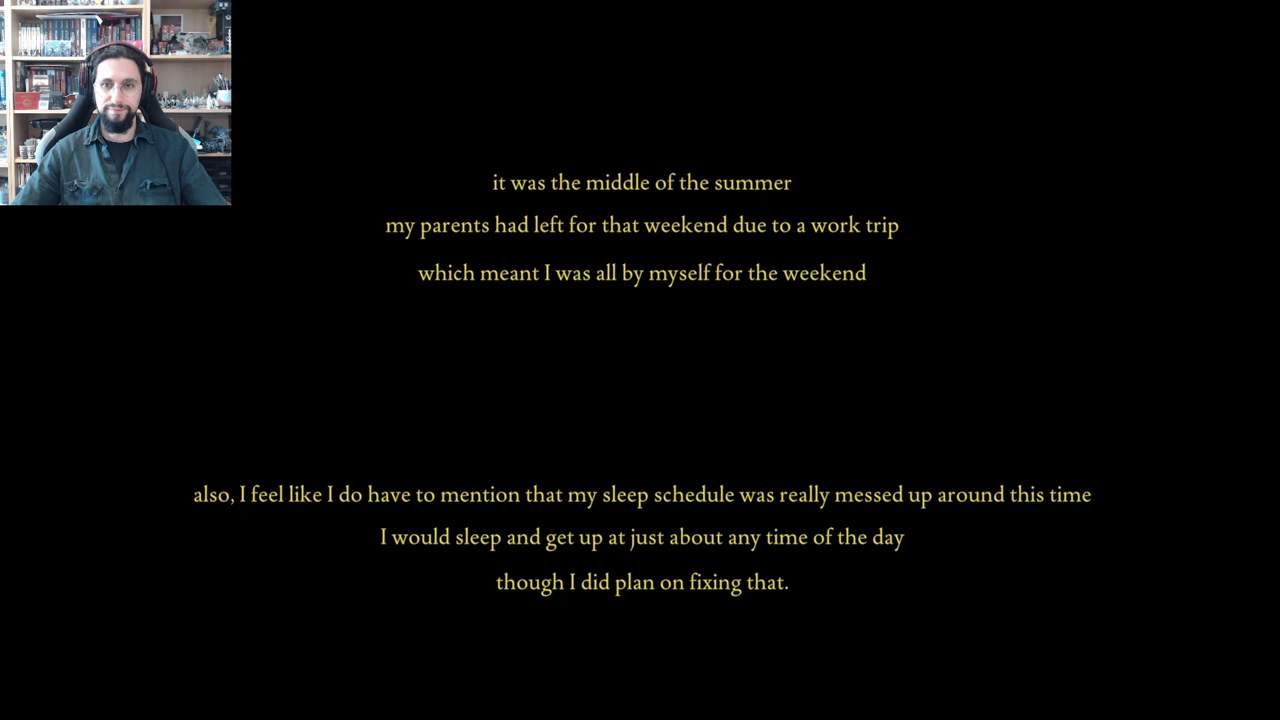 it was the middle of the summer
my parents had left for that weekend due to a work trip
which meant I was all by myself for the weekend
also, I feel like I do have to mention that my sleep schedule was really messed up around this time
I would sleep and get up at just about any time of the day
though I did plan on fixing that.